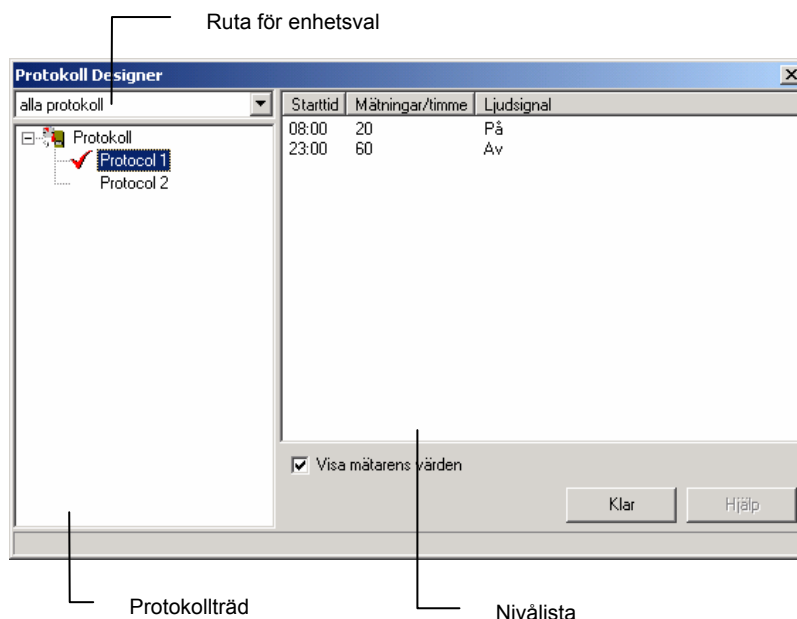 Ruta för enhetsval
Protokoll Designer
alla protokoll
Starttid Mätningar/timme Ljudsignal
Protokoll
Protocol 1
Protocol 2
08:00 20 På
23:00 60 Av
Visa mätarens värden
Klar Hjälp
Protokollträd
Nivålista